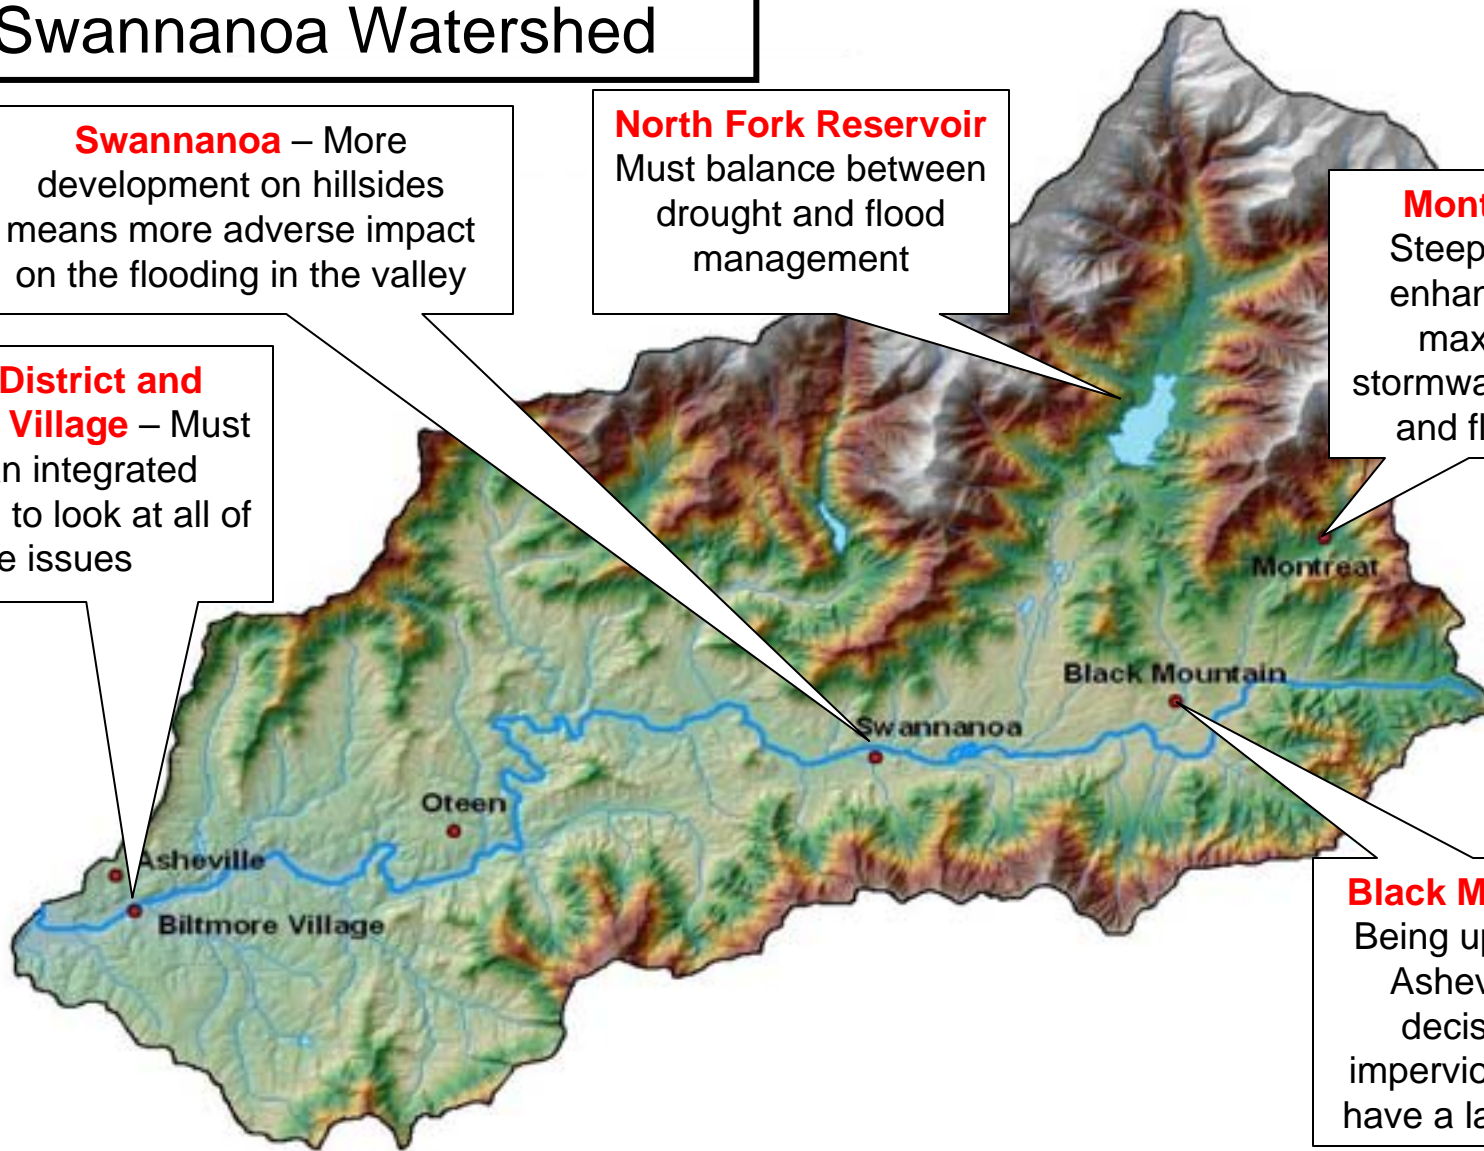 Swannanoa Watershed
Swannanoa – More
development on hillsides
means more adverse impact
on the flooding in the valley
North Fork Reservoir
Must balance between
drought and flood
management
Mont
Steep
enhan
max
stormwa
and fl
District and
Village – Must
an integrated
to look at all of
e issues
Montreat
Black Mountain
Swannanoa
Oteen
Asheville
Biltmore Village
Black M
Being up
Ashev
decis
impervio
have a la